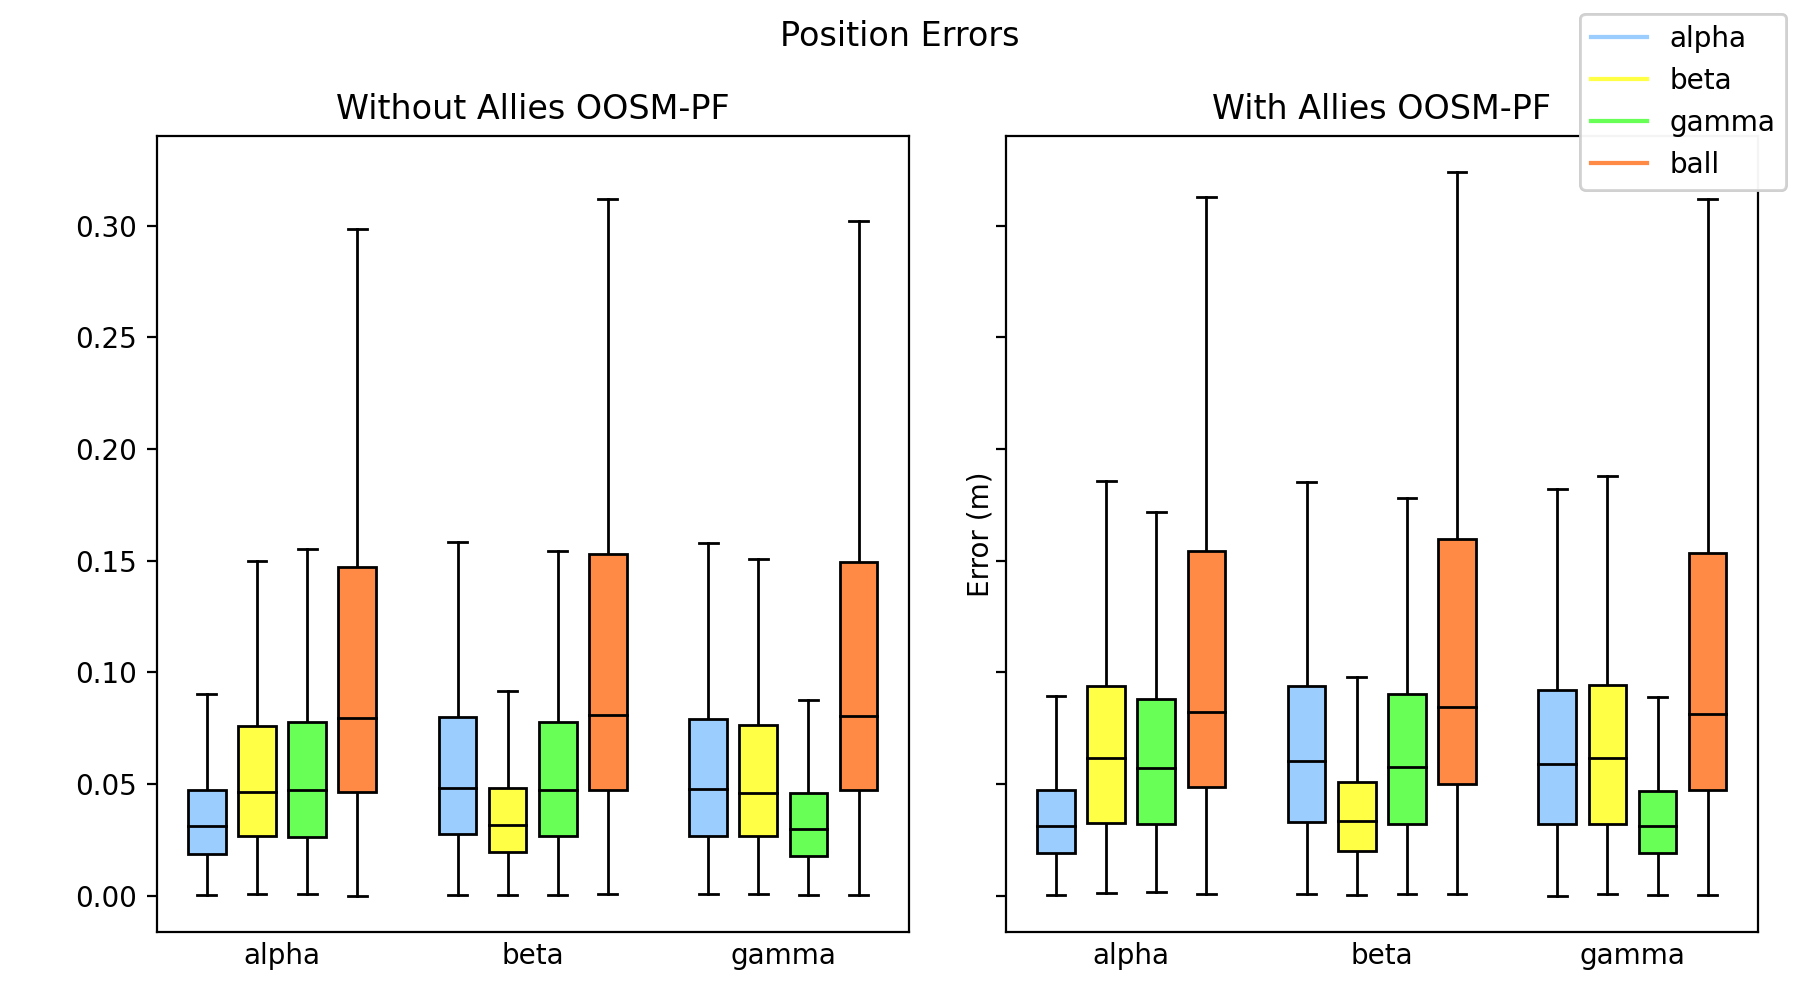 Position Errors
alpha
beta
gamma
ball
Without Allies OOSM-PF
With Allies OOSM-PF
0.30
0.25
0.20
0.15
0.10
0.05
0.00
Error (m)
alpha beta gamma
alpha beta gamma